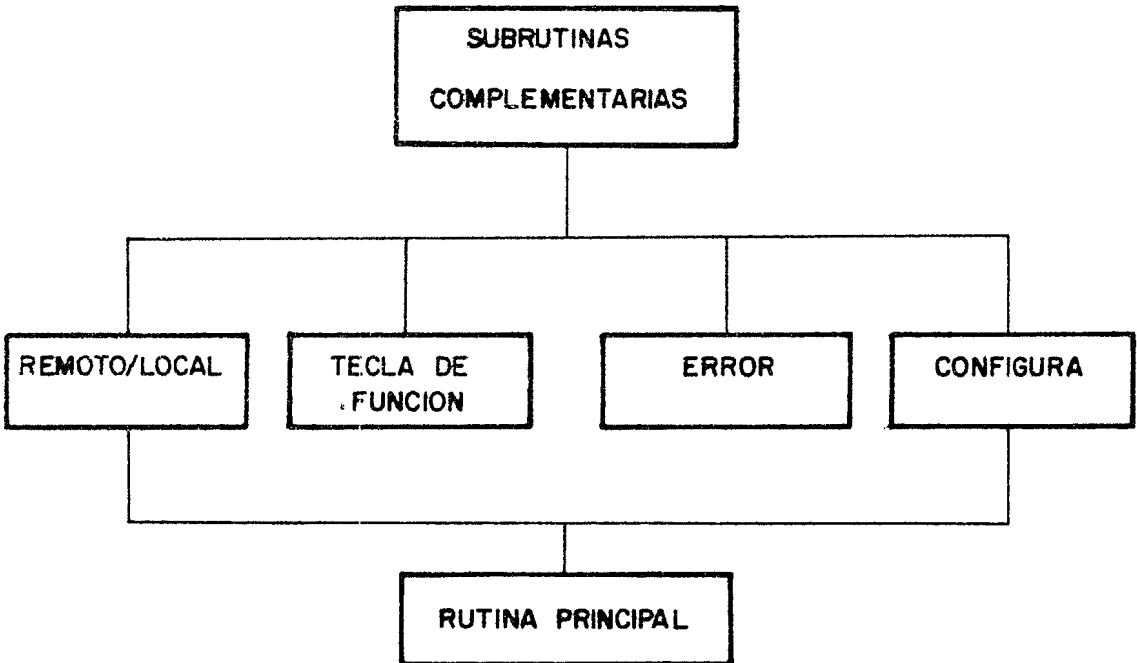 SUBRUTINAS
COMPLEMENTARIAS
REMOTO/LOCAL
TECLA DE
FUNCION
ERROR
CONFIGURA
RUTINA PRINCIPAL